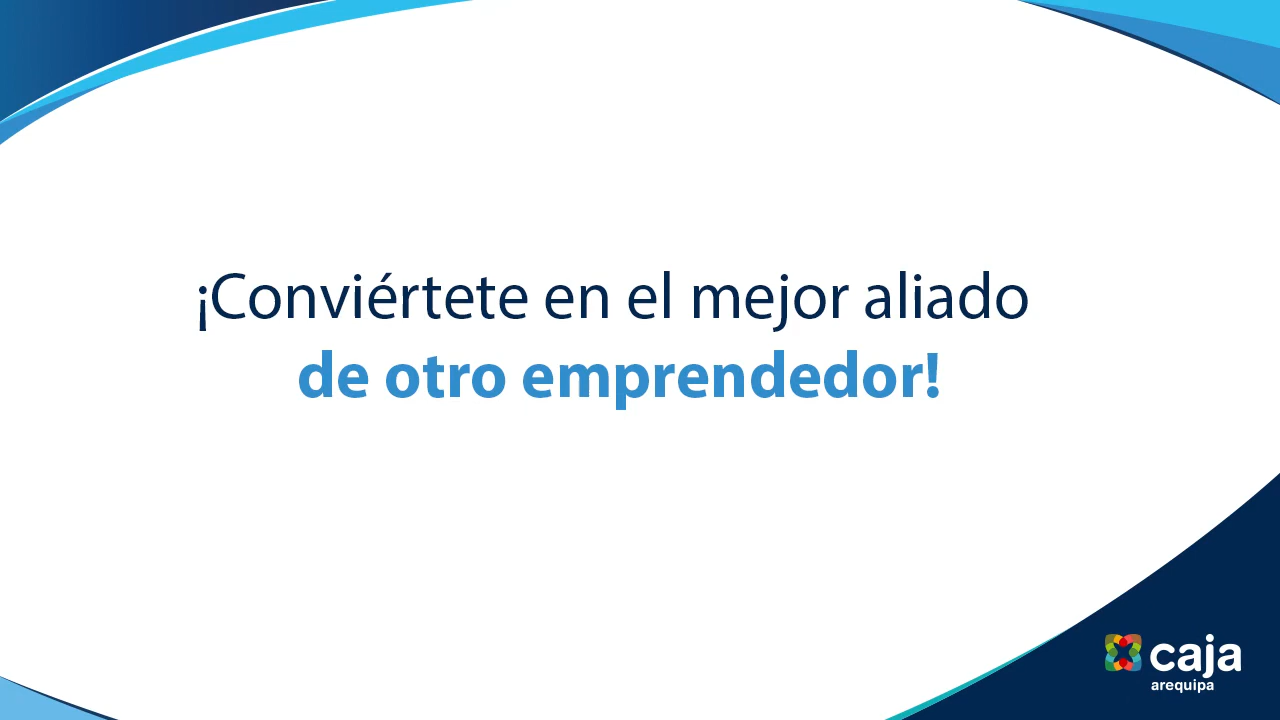 ¡Conviértete en el mejor aliado
de otro emprendedor!
caja
arequipa